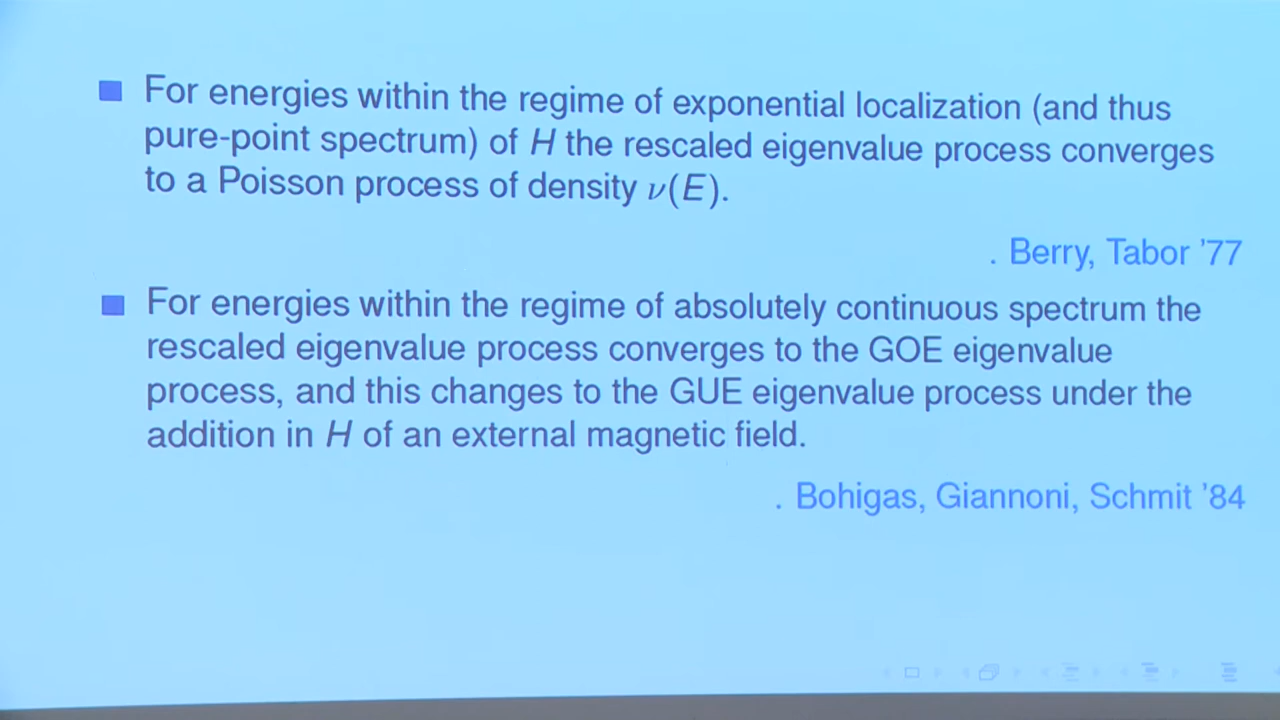 For energies within the regime of exponential localization (and thus
pure-point spectrum) of H the rescaled eigenvalue process converges
to a Poisson process of density ν(E).
. Berry, Tabor '77
For energies within the regime of absolutely continuous spectrum the
rescaled eigenvalue process converges to the GOE eigenvalue
process, and this changes to the GUE eigenvalue process under the
addition in H of an external magnetic field.
. Bohigas, Giannoni, Schmit '84